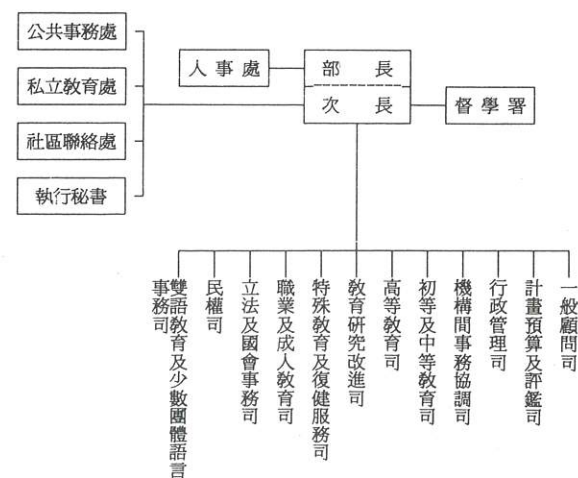 公共事務處
私立教育處
社區聯絡處
執行秘書
人事處
部長
次長
督學署
一般顧問司
計畫預算及評鑑司
行政管理司
機構間事務協調司
初等及中等教育司
高等教育司
教育研究改進司
特殊教育及復健服務司
職業及成人教育司
立法及國會事務司
民權司
雙語教育及少數團體語言
事務司